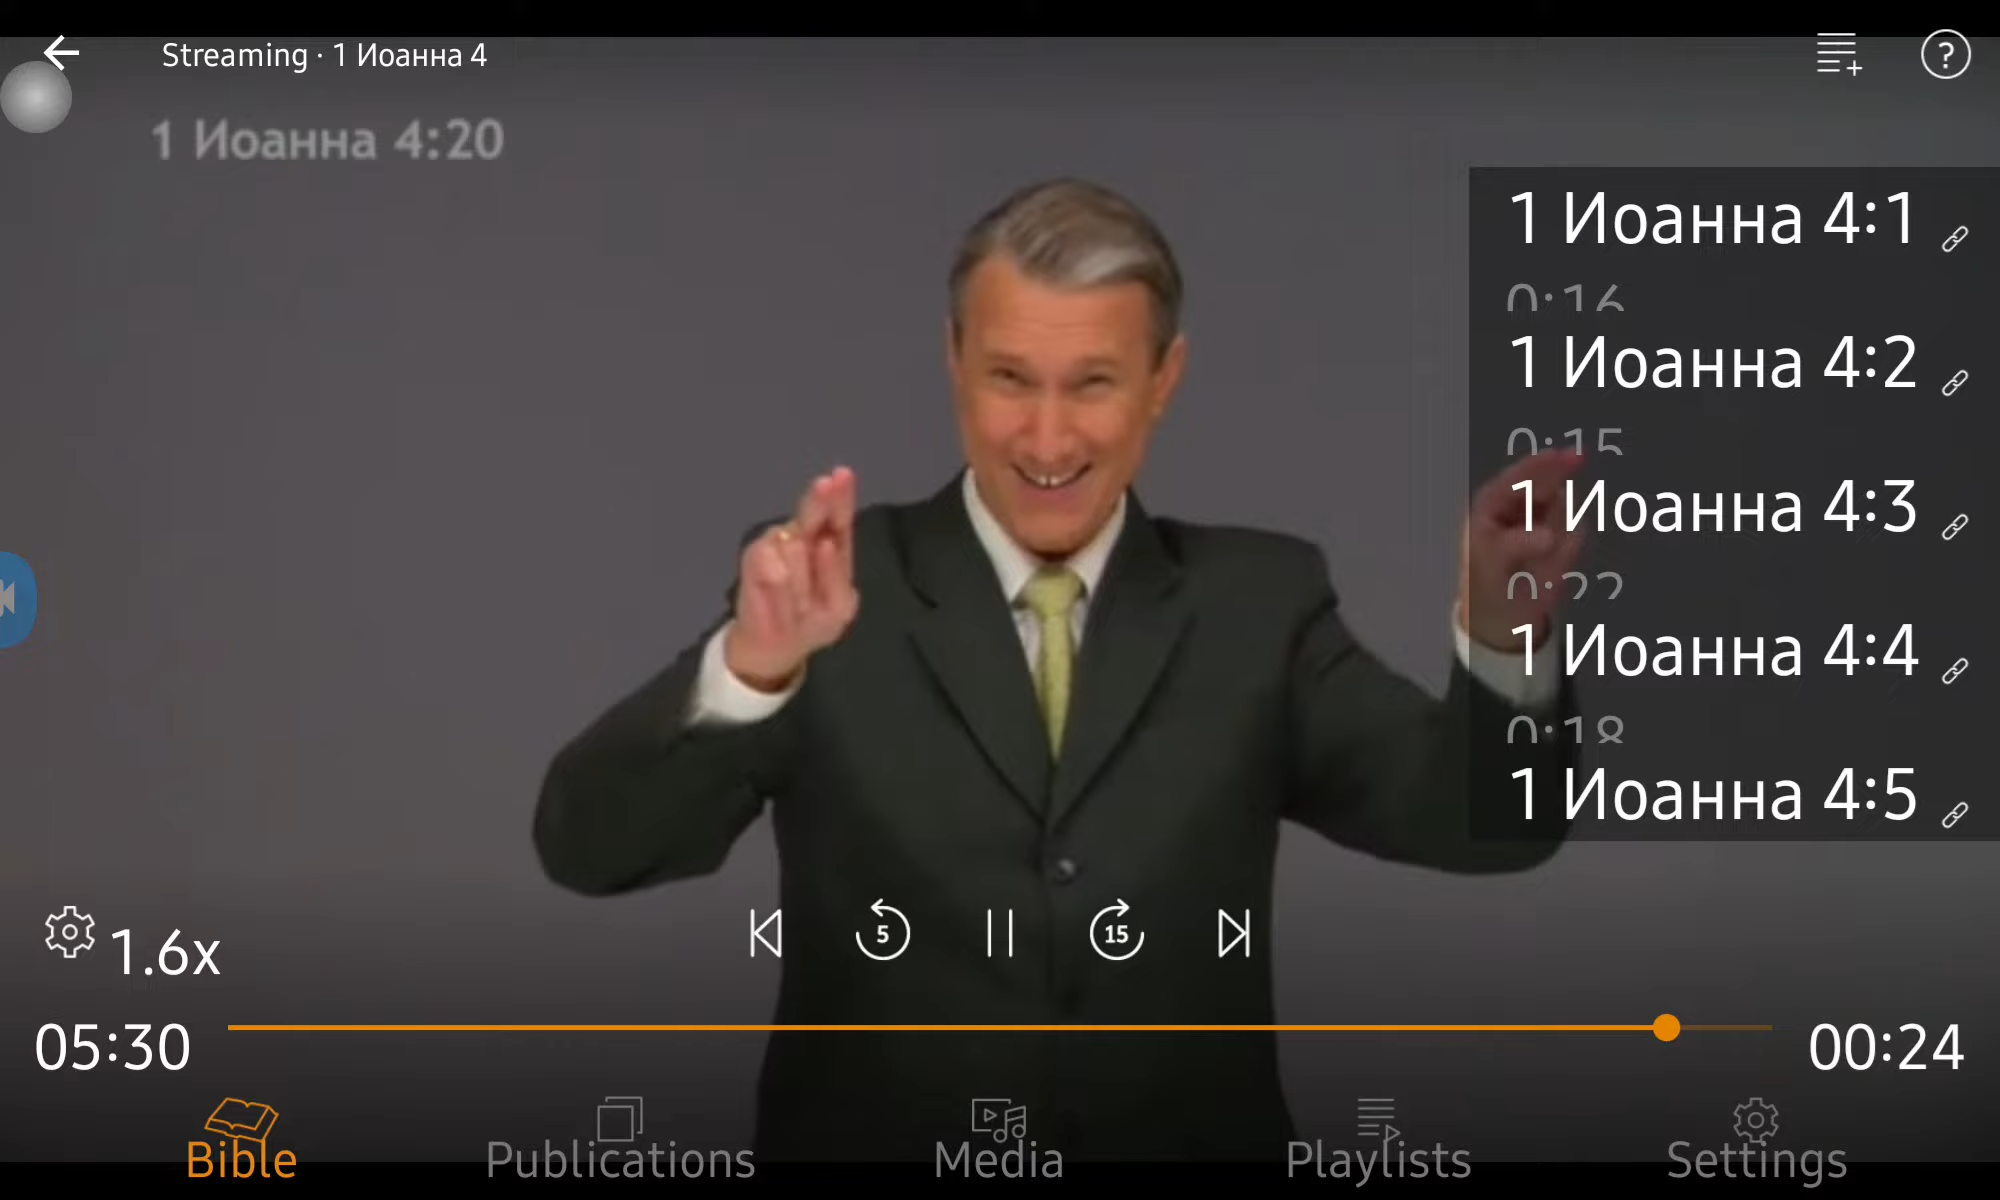 Streaming · 1 Иоанна 4
1 Иоанна 4:20
1 Иоанна 4:1
0:16
1 Иоанна 4:2
0:15
1 Иоанна 4:3
0:22
1 Иоанна 4:4
0:18
1 Иоанна 4:5
1.6x
5
15
05:30
00:24
Bible
Publications
Media
Playlists
Settings